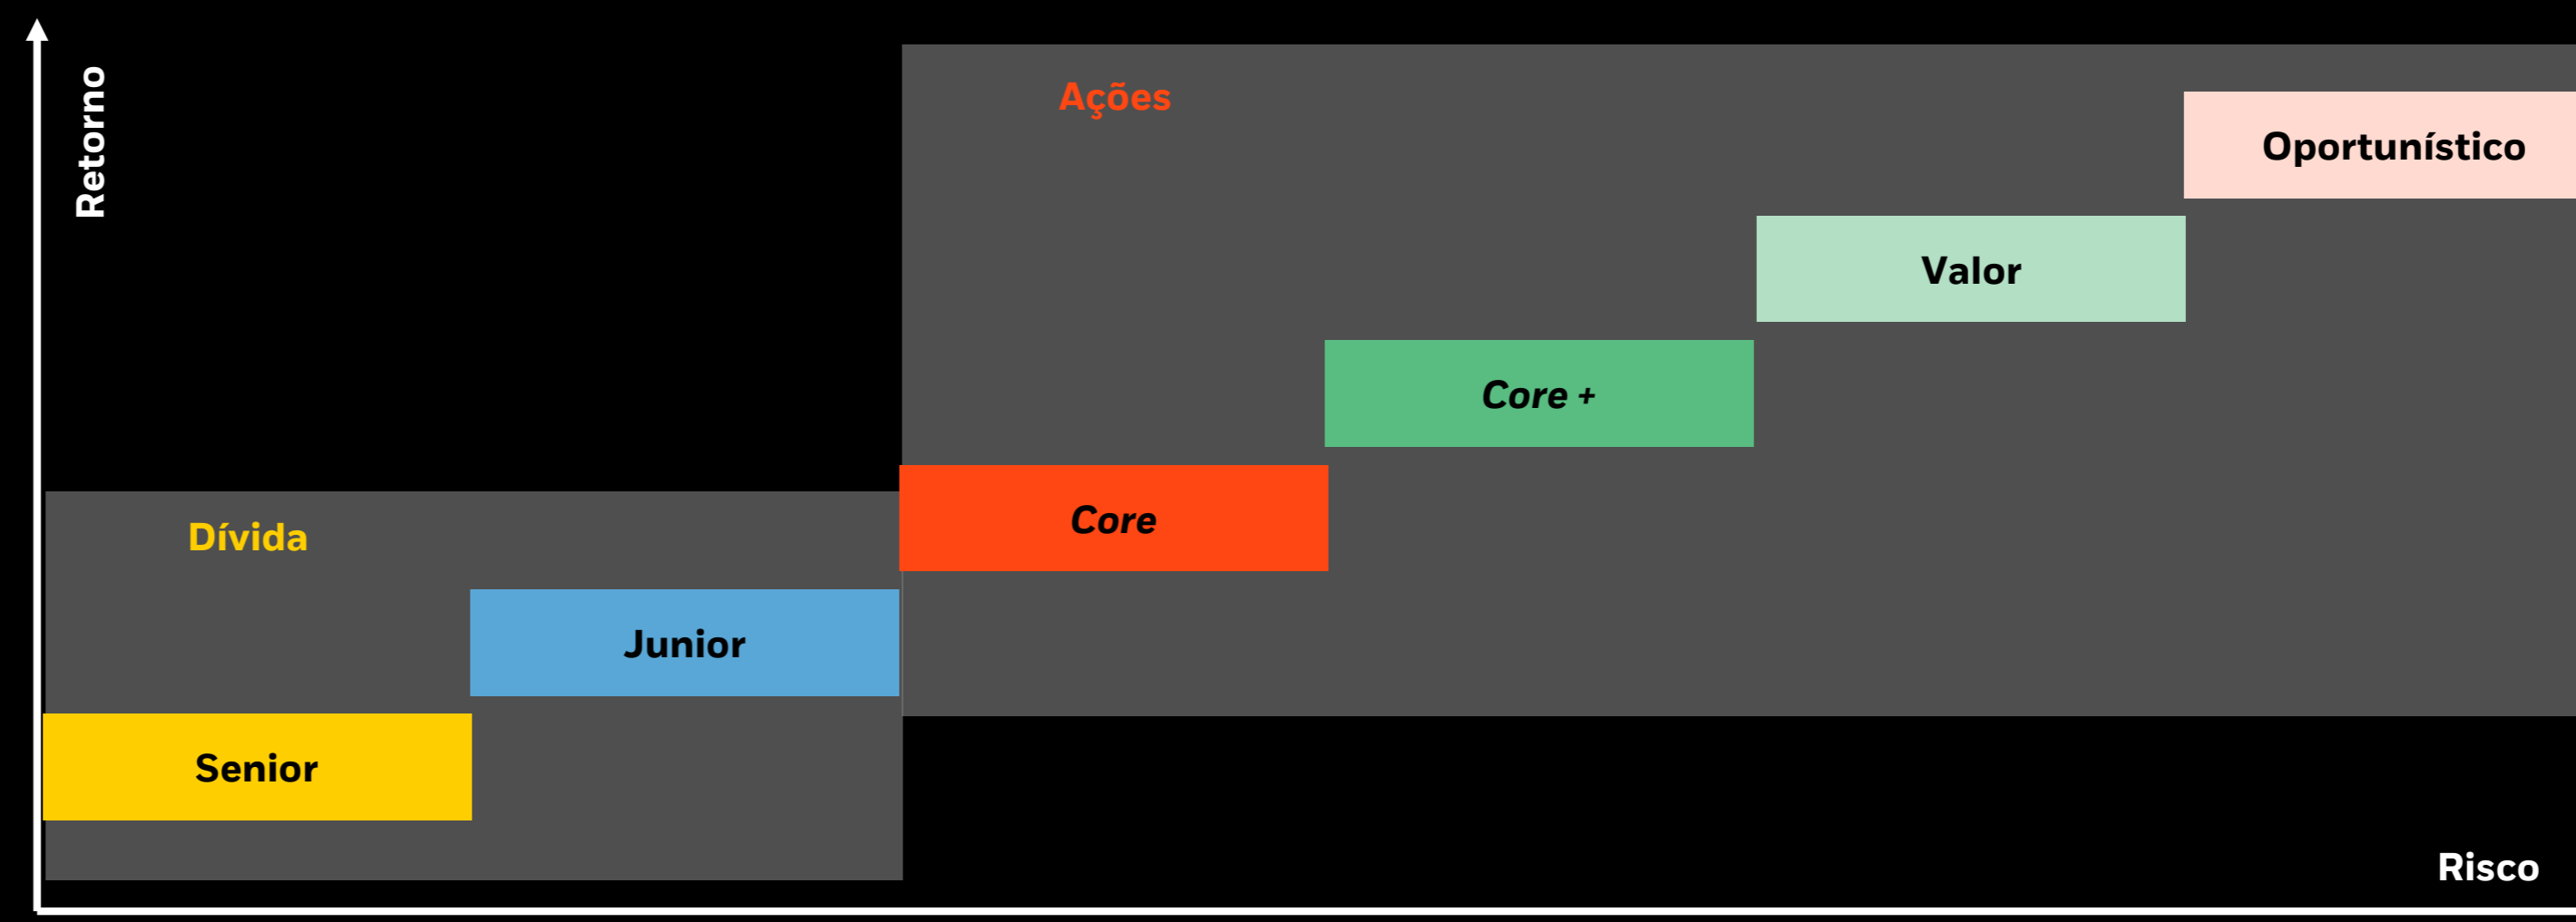 Retorno
Ações
Oportunístico
Valor
Core +
Core
Dívida
Junior
Senior
Risco